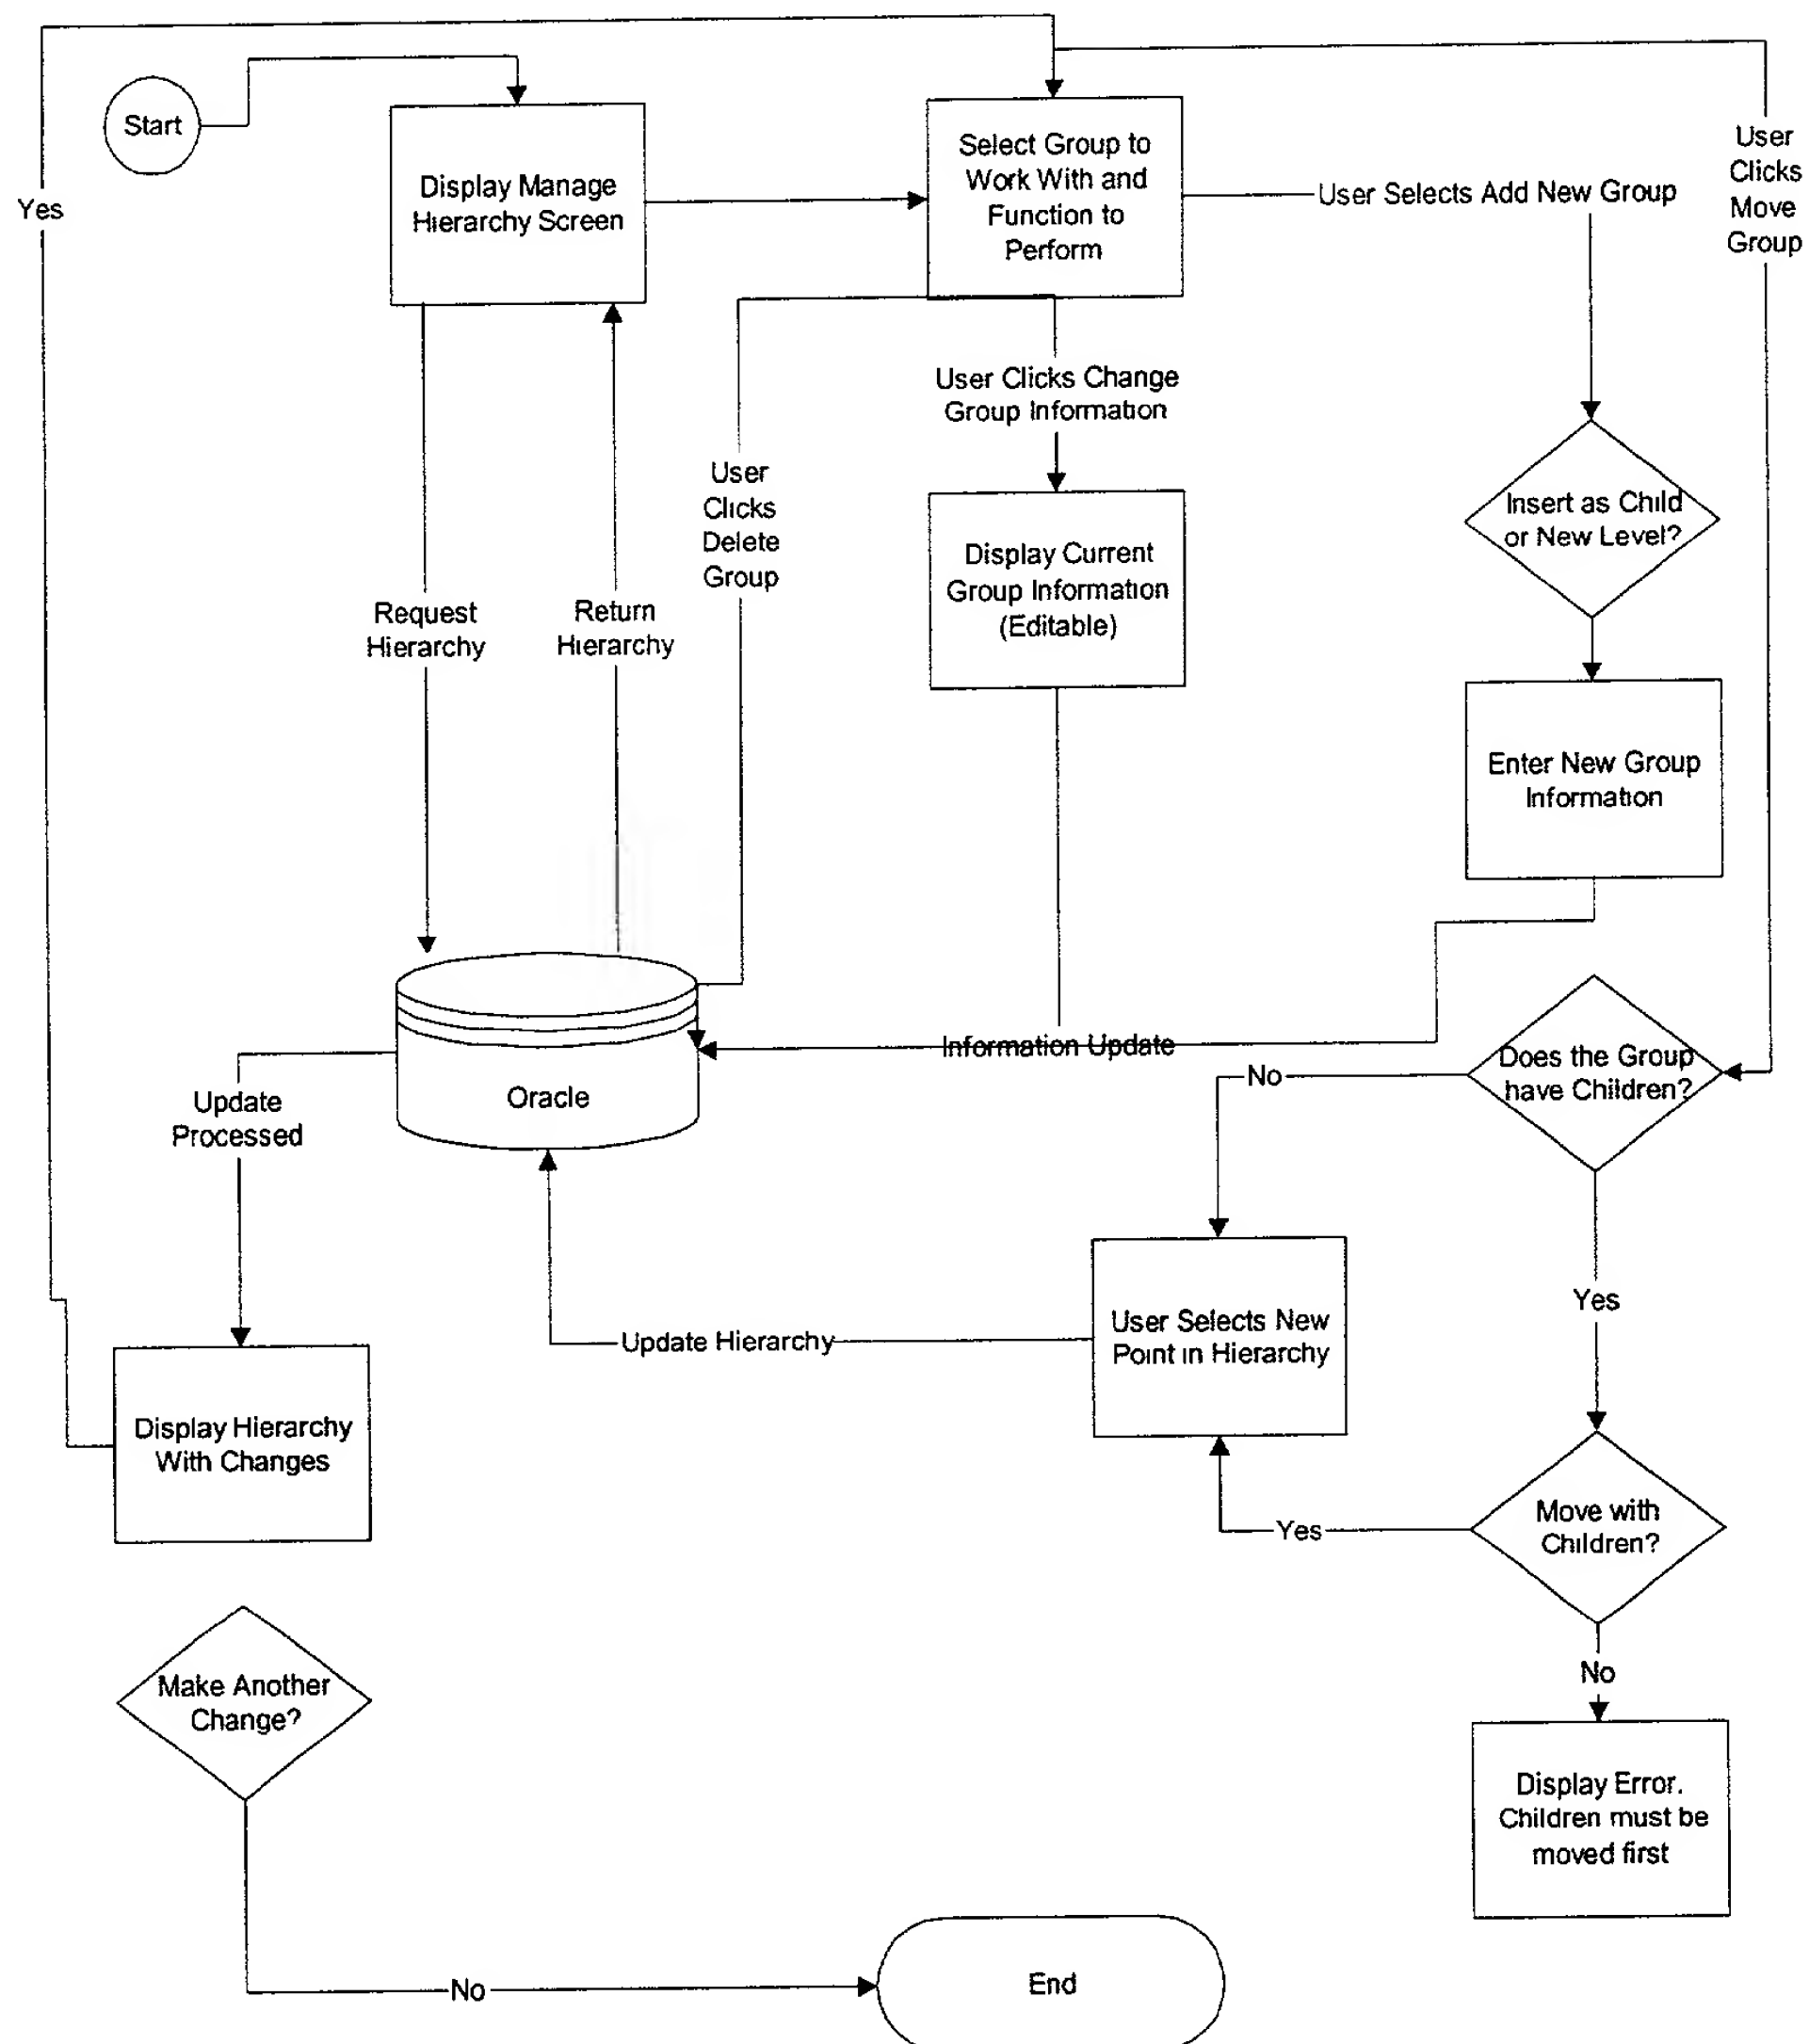 Start
Display Manage
Hierarchy Screen
Select Group to
Work With and
Function to
Perform
User Selects Add New Group
User
Clicks
Move
Group
Yes
User Clicks Change
Group Information
User
Clicks
Delete
Group
Insert as Child
or New Level?
Display Current
Group Information
(Editable)
Request
Hierarchy
Return
Hierarchy
Enter New Group
Information
Information Update
Does the Group
have Children?
No
Oracle
Update
Processed
Yes
User Selects New
Point in Hierarchy
Update Hierarchy
Display Hierarchy
With Changes
Move with
Children?
Yes
No
Make Another
Change?
Display Error.
Children must be
moved first
No
End